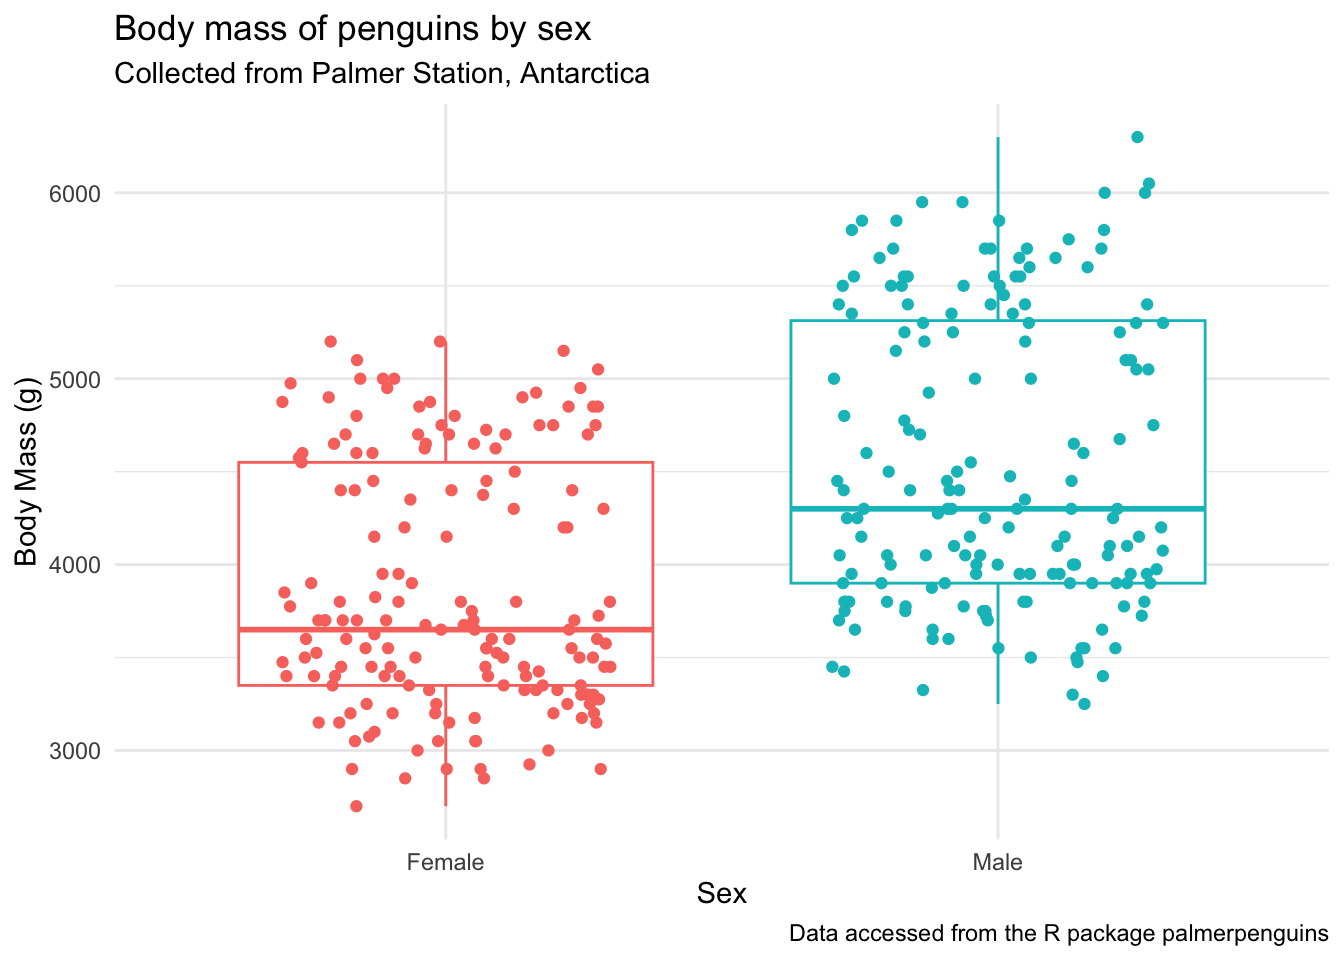 Body mass of penguins by sex
Collected from Palmer Station, Antarctica
Body Mass (g)
6000
5000
4000
3000
Female Male
Sex
Data accessed from the R package palmerpenguins